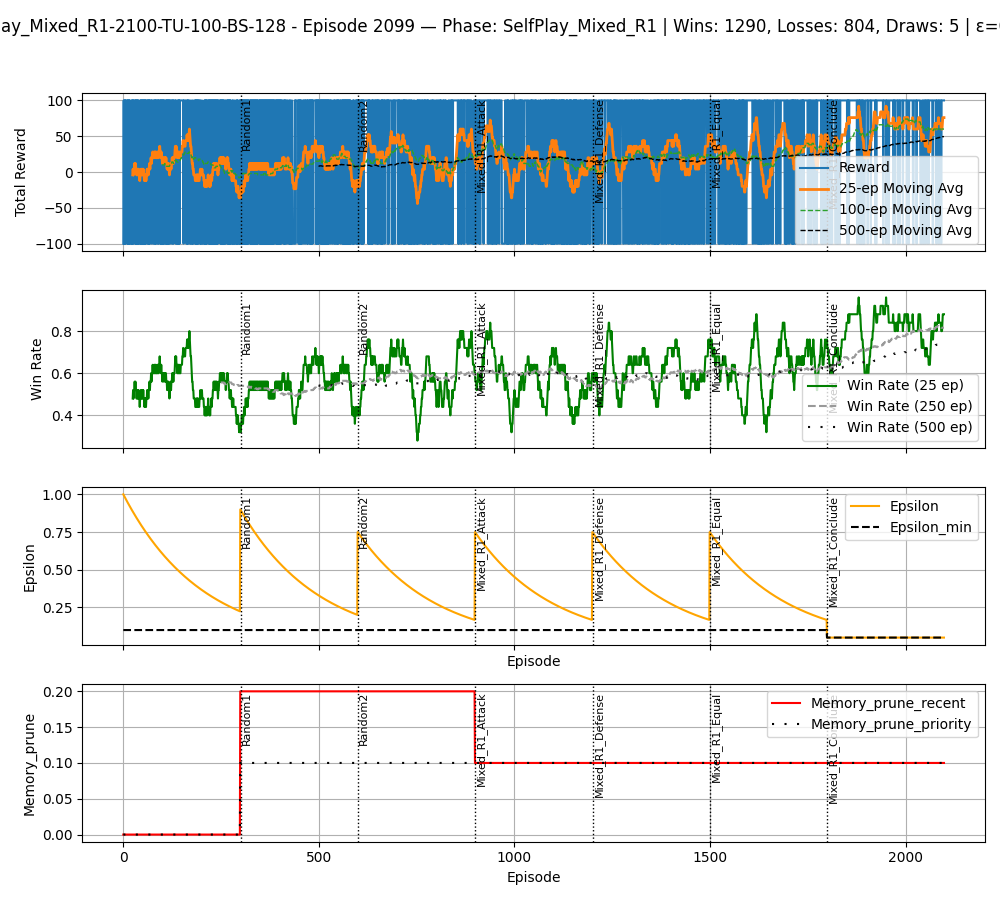 ay_Mixed_R1-2100-TU-100-BS-128 - Episode 2099 — Phase: SelfPlay_Mixed_R1 | Wins: 1290, Losses: 804, Draws: 5 | ε=
Total Reward
100
50
0
−50
−100
Random1
Random2
Mixed_R1_Attack
Mixed_R1_Defense
Mixed_R1_Equal
Mixed_R1_Conclude
Reward
25-ep Moving Avg
100-ep Moving Avg
500-ep Moving Avg
Win Rate
0.8
0.6
0.4
Random1
Random2
Mixed_R1_Attack
Mixed_R1_Defense
Mixed_R1_Equal
Mixed_R1_Conclude
Win Rate (25 ep)
Win Rate (250 ep)
Win Rate (500 ep)
Epsilon
1.00
0.75
0.50
0.25
Random1
Random2
Mixed_R1_Attack
Mixed_R1_Defense
Mixed_R1_Equal
Mixed_R1_Conclude
Epsilon
Epsilon_min
Episode
Memory_prune
0.20
0.15
0.10
0.05
0.00
Random1
Random2
Mixed_R1_Attack
Mixed_R1_Defense
Mixed_R1_Equal
Mixed_R1_Conclude
Memory_prune_recent
Memory_prune_priority
0 500 1000 1500 2000
Episode